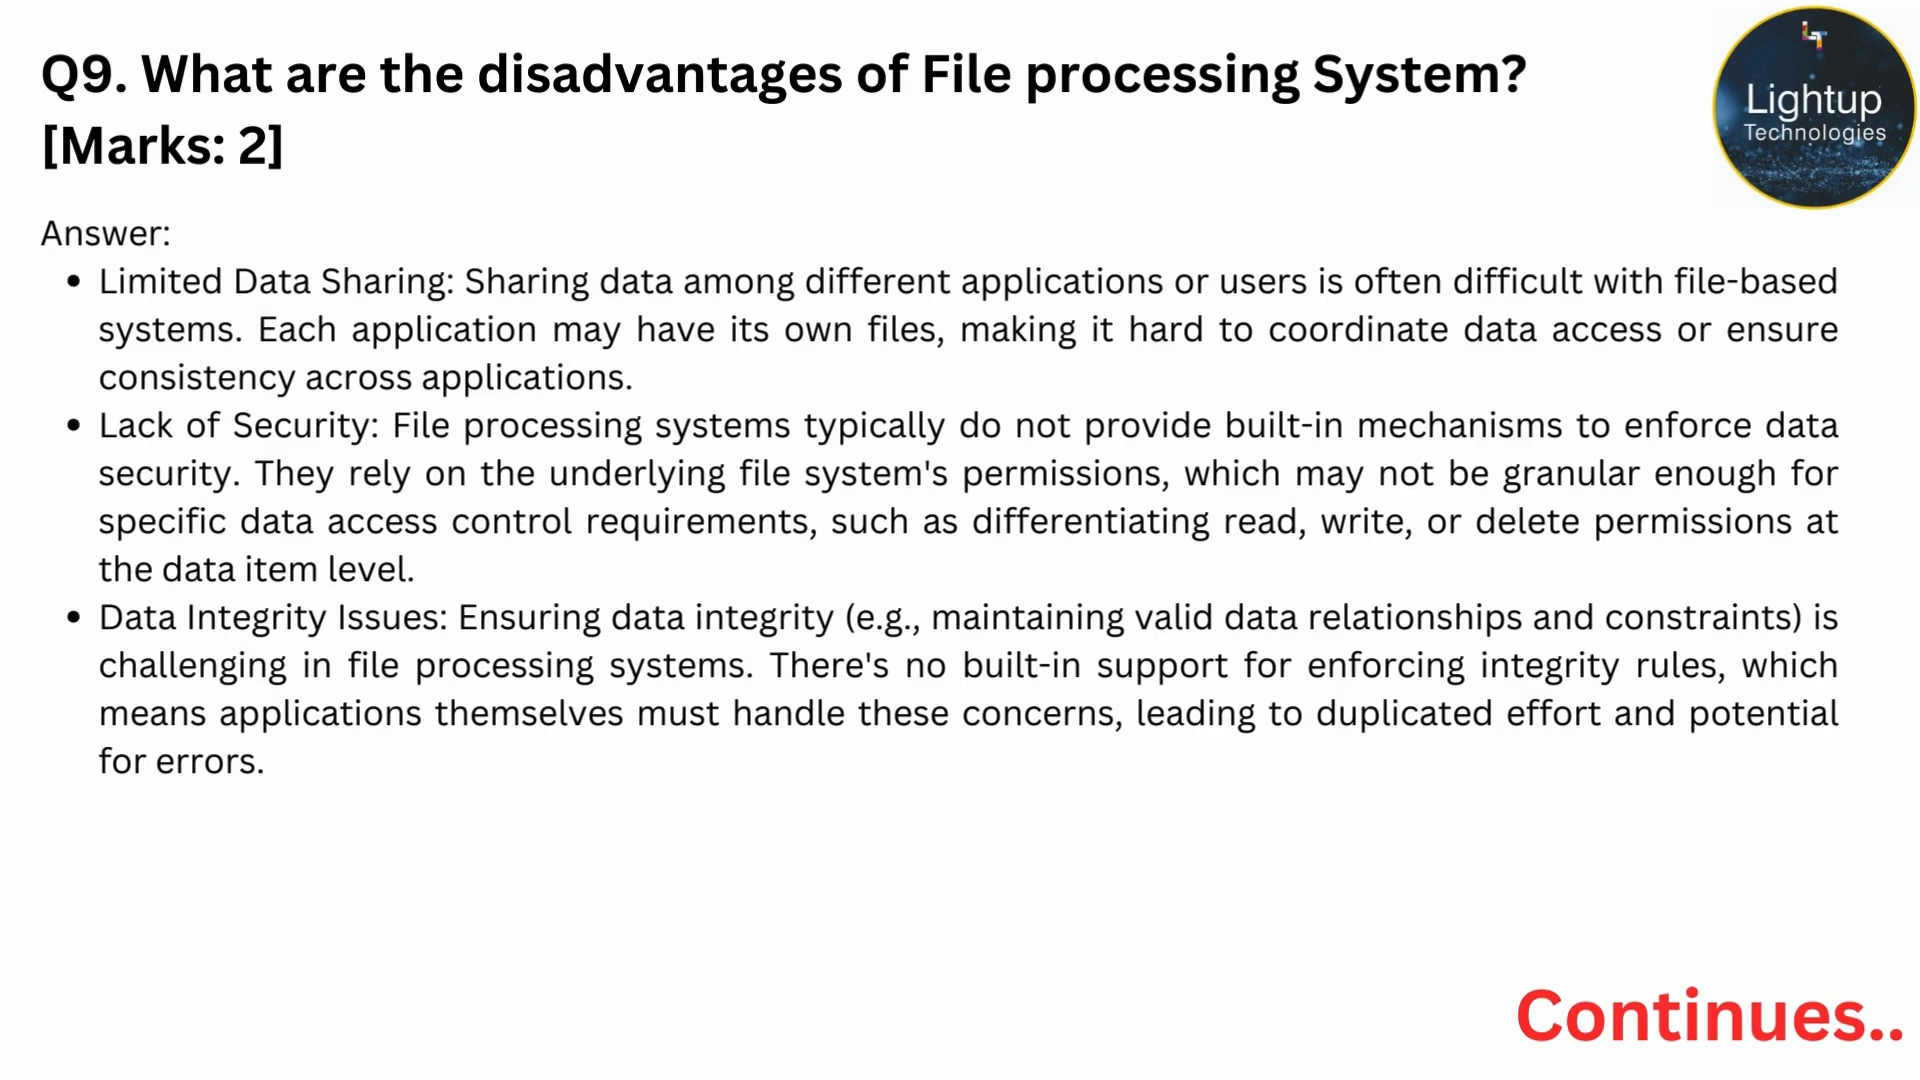 Q9. What are the disadvantages of File processing System?
[Marks: 2]
LT
Lightup
Technologies
Answer:
• Limited Data Sharing: Sharing data among different applications or users is often difficult with file-based
systems. Each application may have its own files, making it hard to coordinate data access or ensure
consistency across applications.
• Lack of Security: File processing systems typically do not provide built-in mechanisms to enforce data
security. They rely on the underlying file system's permissions, which may not be granular enough for
specific data access control requirements, such as differentiating read, write, or delete permissions at
the data item level.
• Data Integrity Issues: Ensuring data integrity (e.g., maintaining valid data relationships and constraints) is
challenging in file processing systems. There's no built-in support for enforcing integrity rules, which
means applications themselves must handle these concerns, leading to duplicated effort and potential
for errors.
Continues..